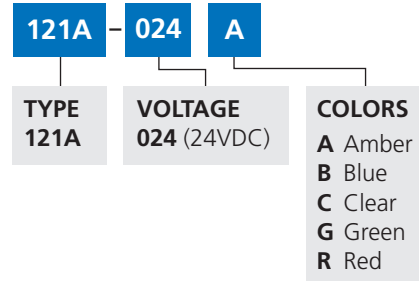 121A – 024 A
TYPE
121A
VOLTAGE
024 (24VDC)
COLORS
A Amber
B Blue
C Clear
G Green
R Red